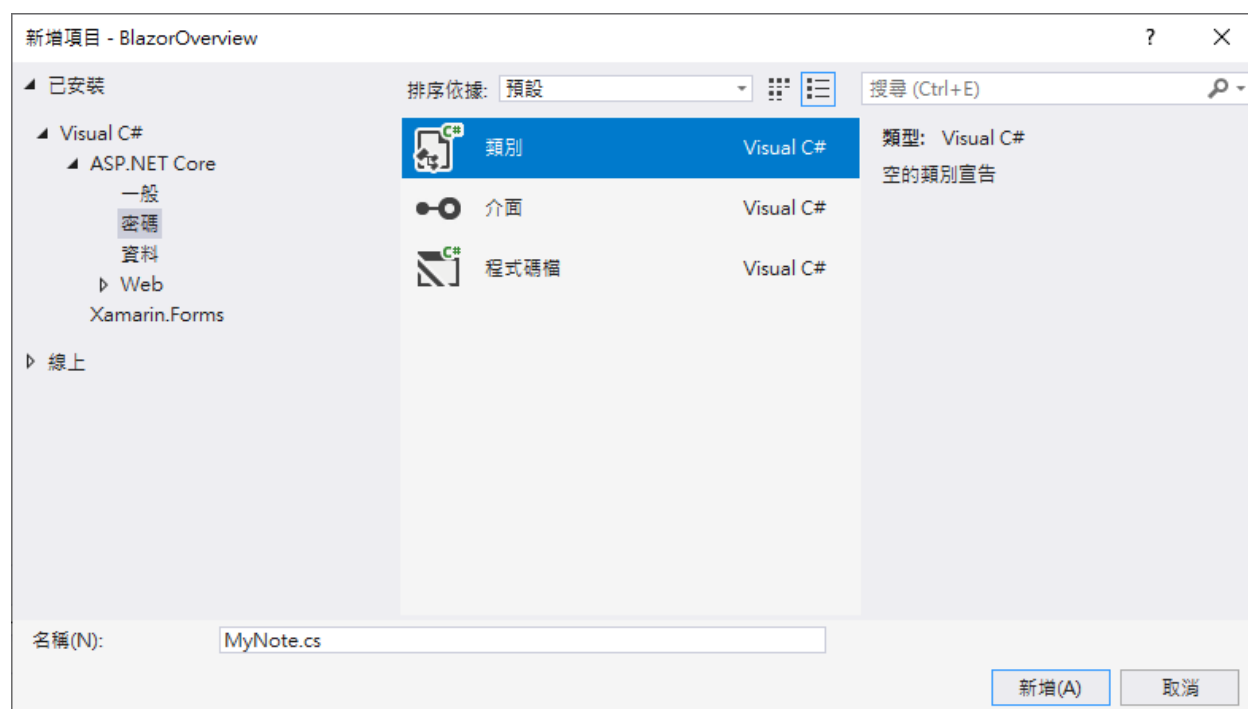 新增項目 - BlazorOverview
?
已安裝
Visual C#
ASP.NET Core
一般
密碼
資料
Web
Xamarin.Forms
線上
排序依據: 預設
搜尋 (Ctrl+E)
C# 類別 Visual C#
介面 Visual C#
C# 程式碼檔 Visual C#
類型: Visual C#
空的類別宣告
名稱(N): MyNote.cs
新增(A) 取消